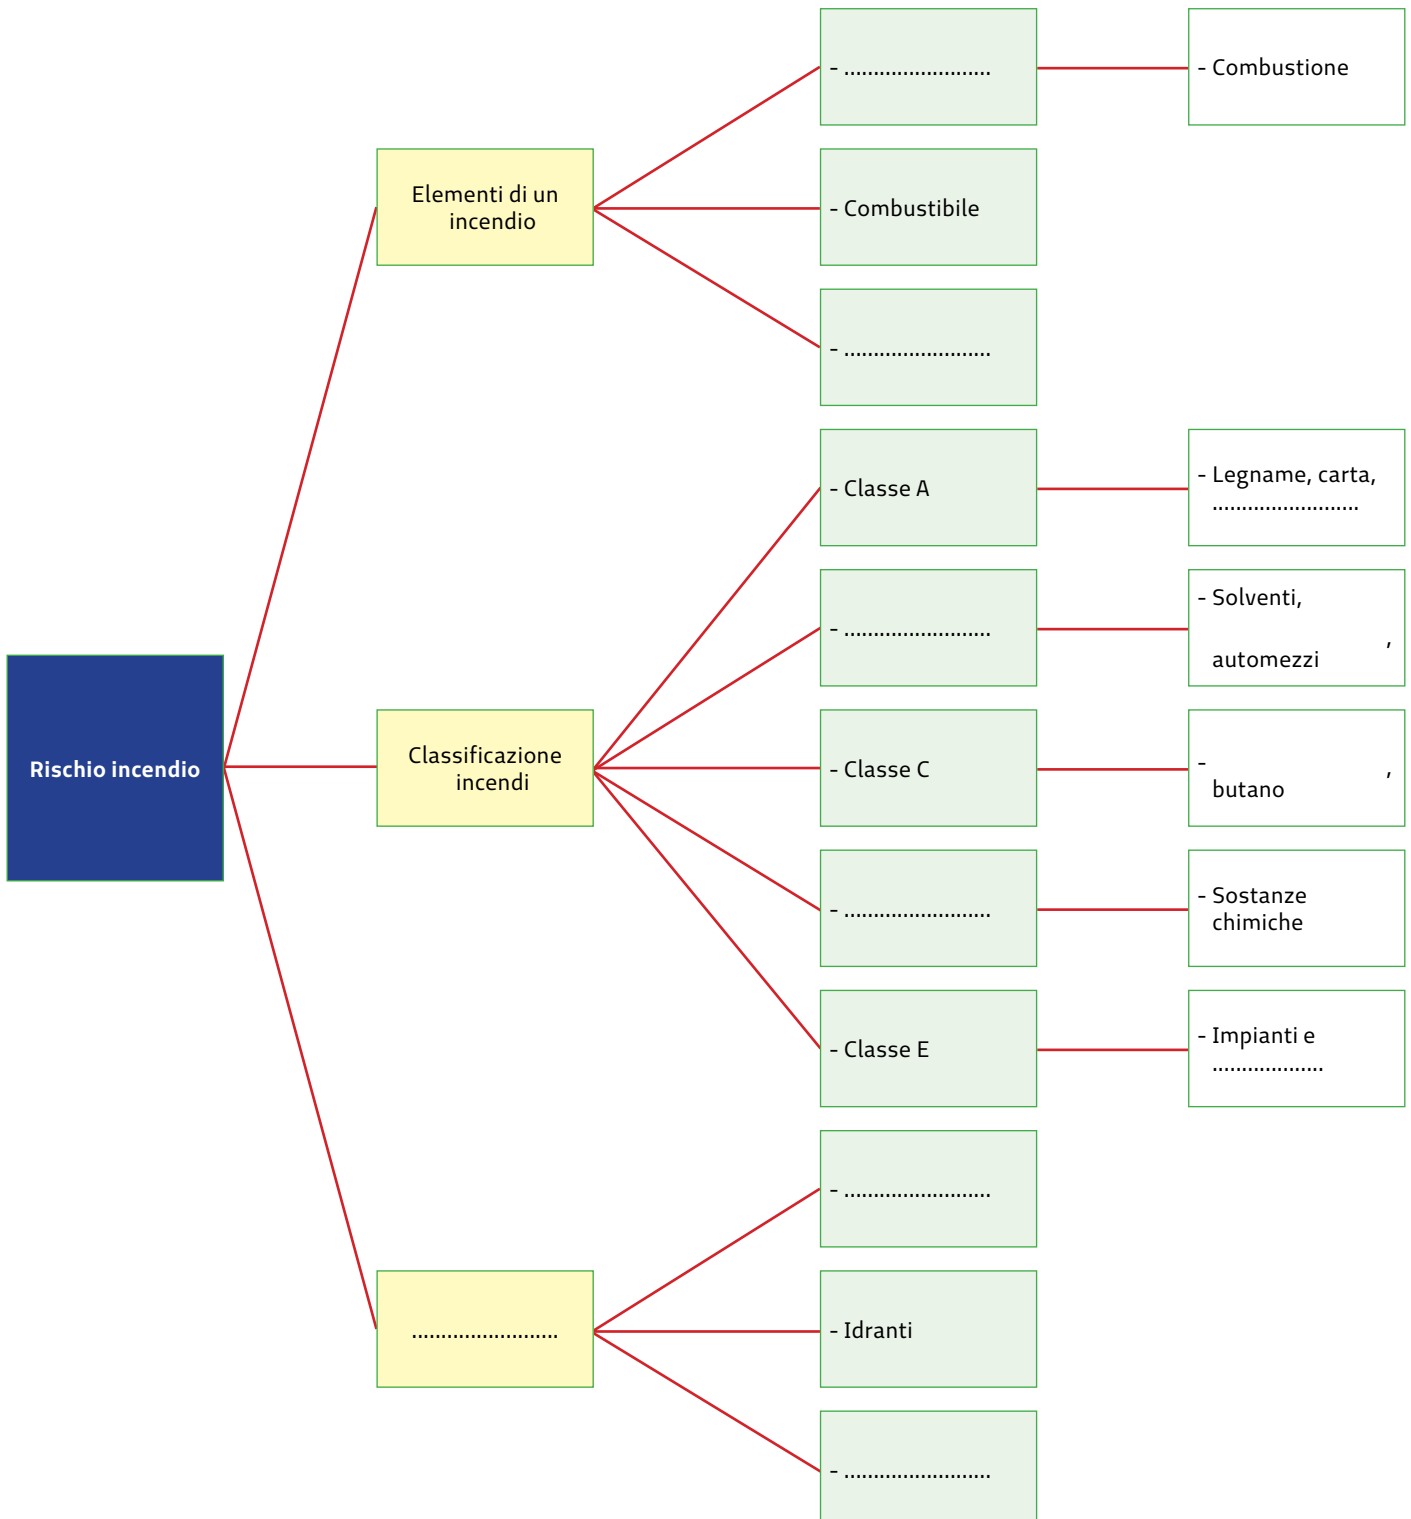 Rischio incendio
Elementi di un
incendio
- .........................
- Combustione
- Combustibile
- .........................
Classificazione
incendi
- Classe A
- Legname, carta,
.........................
- .........................
- Solventi,
,
automezzi
- Classe C
- ,
butano
- .........................
- Sostanze
chimiche
- Classe E
- Impianti e
...................
.........................
- .........................
- Idranti
- .........................